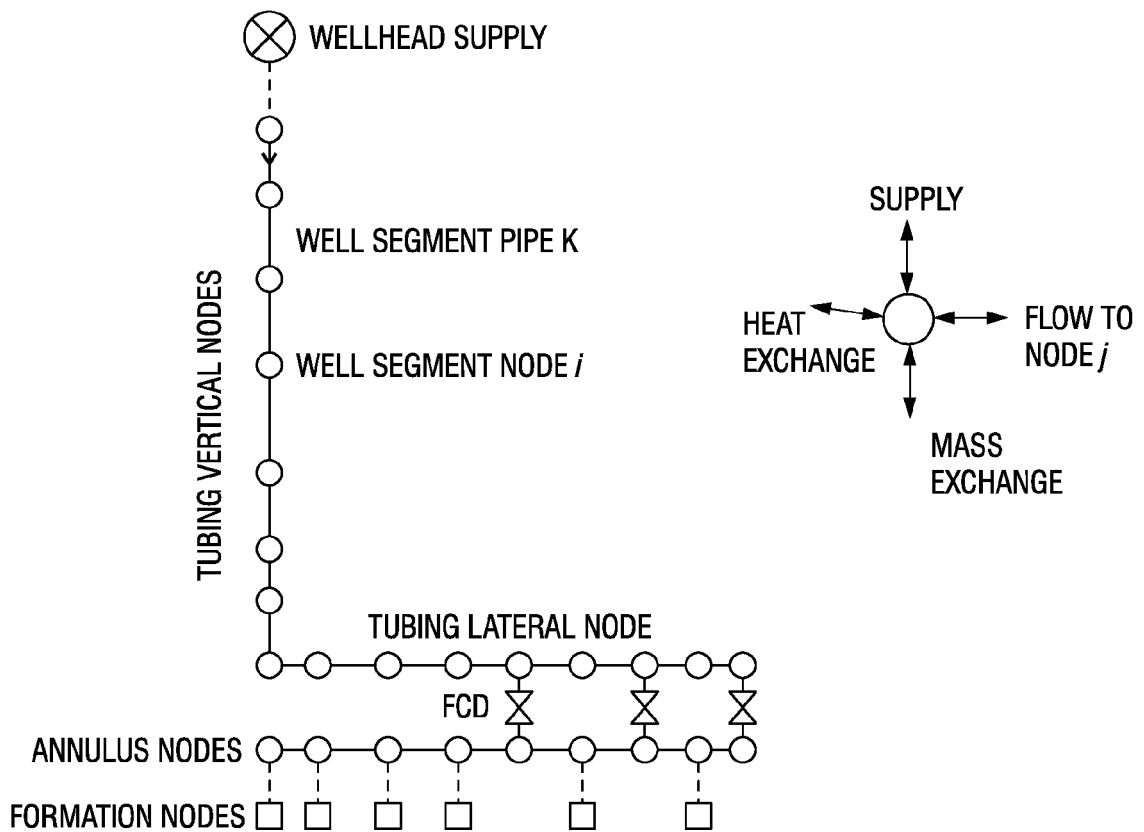 WELLHEAD SUPPLY
WELL SEGMENT PIPE K
WELL SEGMENT NODE i
TUBING VERTICAL NODES
SUPPLY
HEAT
EXCHANGE
FLOW TO
NODE j
MASS
EXCHANGE
TUBING LATERAL NODE
FCD
ANNULUS NODES
FORMATION NODES